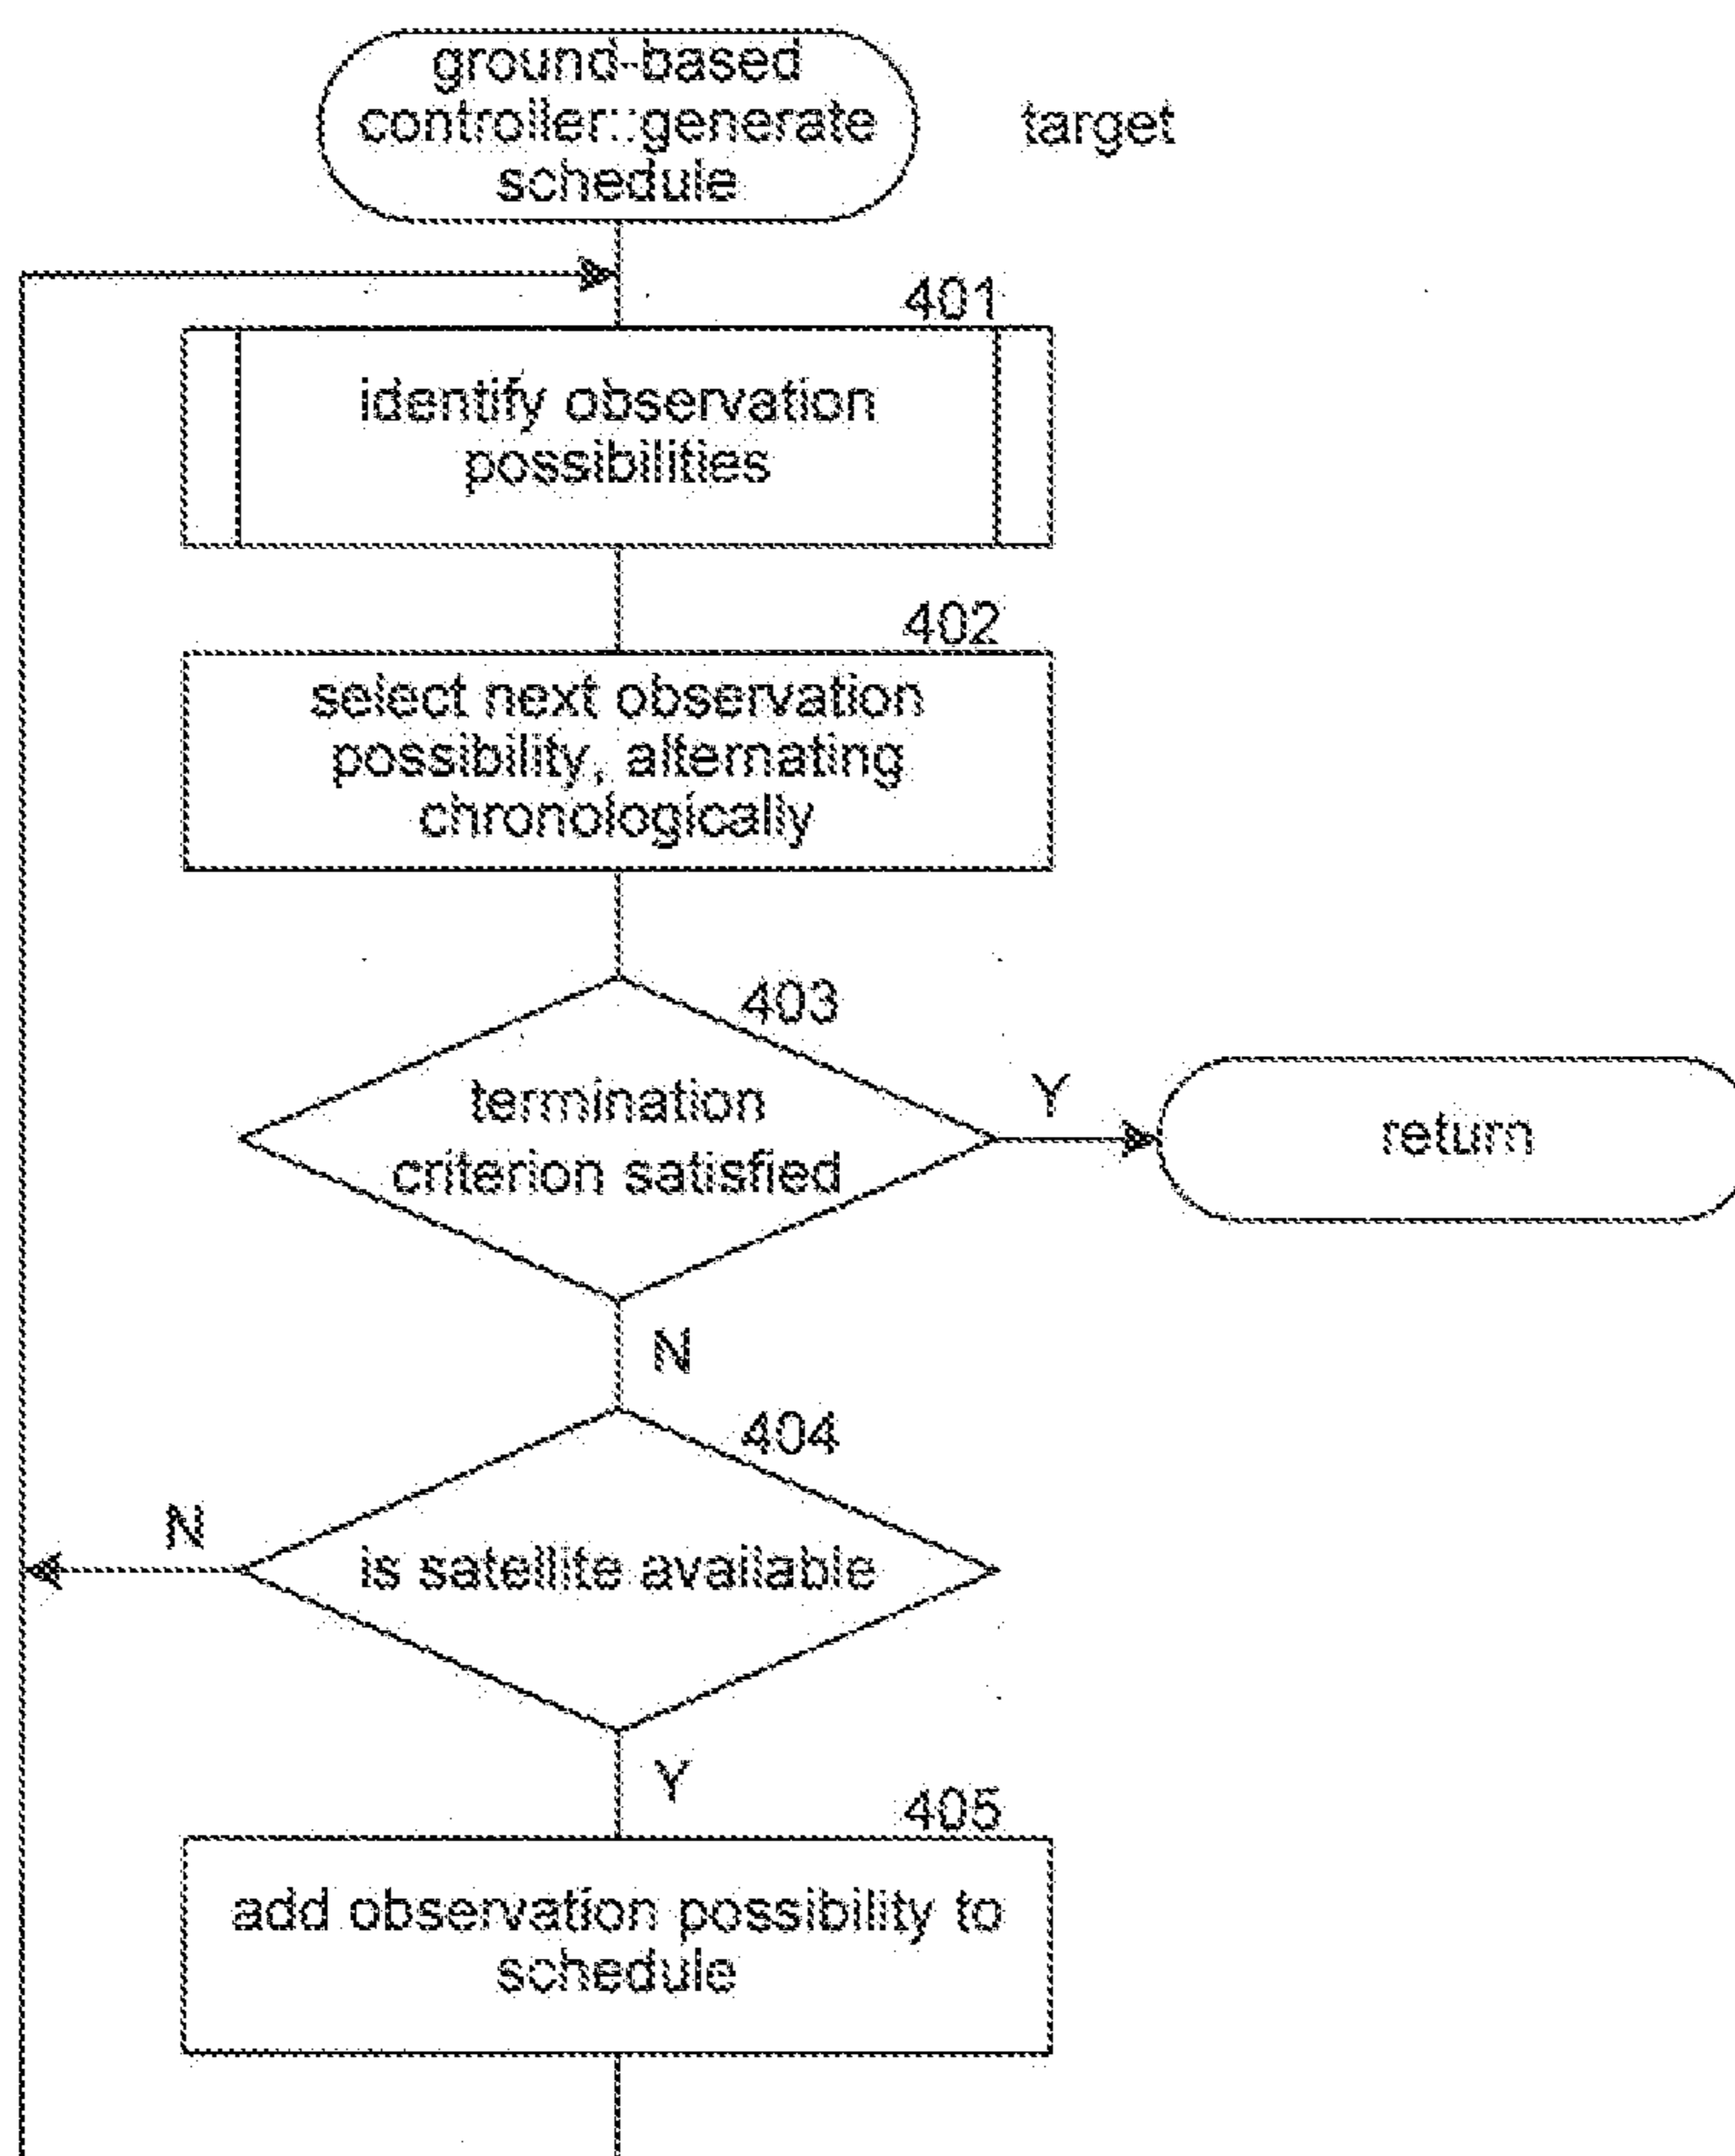 ground-based
controller::generate
schedule
target
401
identify observation
possibilities
402
select next observation
possibility, alternating
chronologically
403
termination
criterion satisfied
Y
return
N
404
is satellite available
N
Y
405
add observation possibility to
schedule